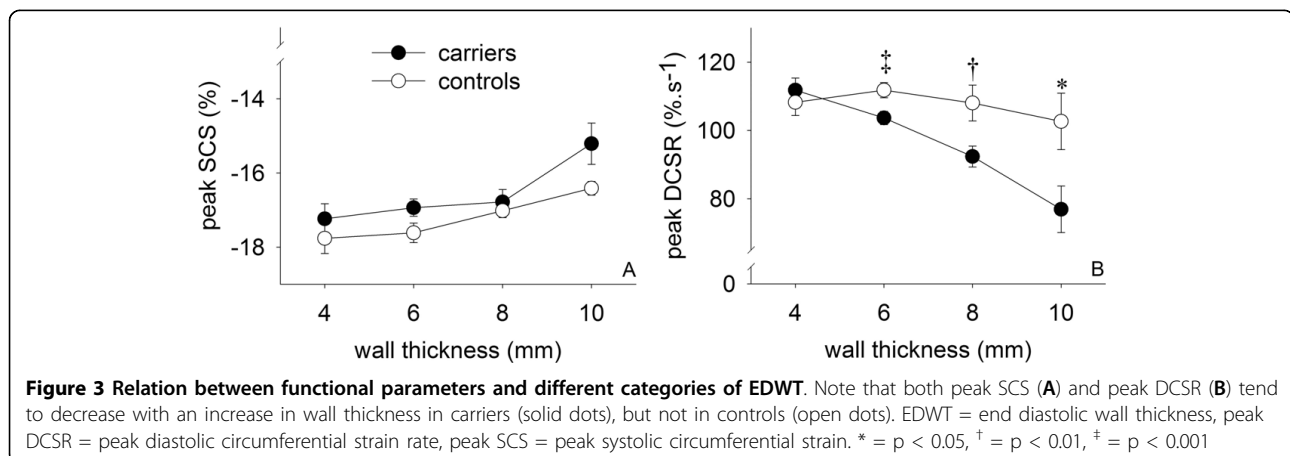 carriers
controls
peak SCS (%)
-14
-16
-18
4 6 8 10
wall thickness (mm)
A
peak DCSR (%.s-1)
120
100
80
0
‡ † *
4 6 8 10
wall thickness (mm)
B
Figure 3 Relation between functional parameters and different categories of EDWT. Note that both peak SCS (A) and peak DCSR (B) tend
to decrease with an increase in wall thickness in carriers (solid dots), but not in controls (open dots). EDWT = end diastolic wall thickness, peak
DCSR = peak diastolic circumferential strain rate, peak SCS = peak systolic circumferential strain. * = p < 0.05, † = p < 0.01, ‡ = p < 0.001